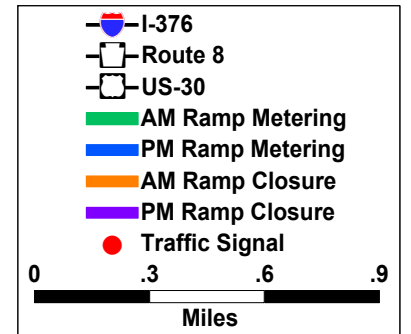 I-376
Route 8
US-30
AM Ramp Metering
PM Ramp Metering
AM Ramp Closure
PM Ramp Closure
Traffic Signal
0 .3 .6 .9
Miles